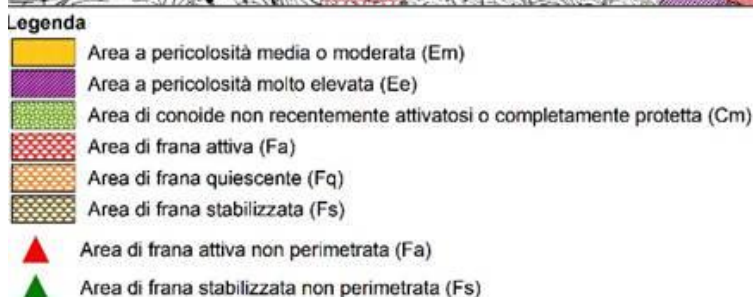 Legenda
Area a pericolosità media o moderata (Em)
Area a pericolosità molto elevata (Ee)
Area di conoide non recentemente attivatosi o completamente protetta (Cm)
Area di frana attiva (Fa)
Area di frana quiescente (Fq)
Area di frana stabilizzata (Fs)
Area di frana attiva non perimetrata (Fa)
Area di frana stabilizzata non perimetrata (Fs)